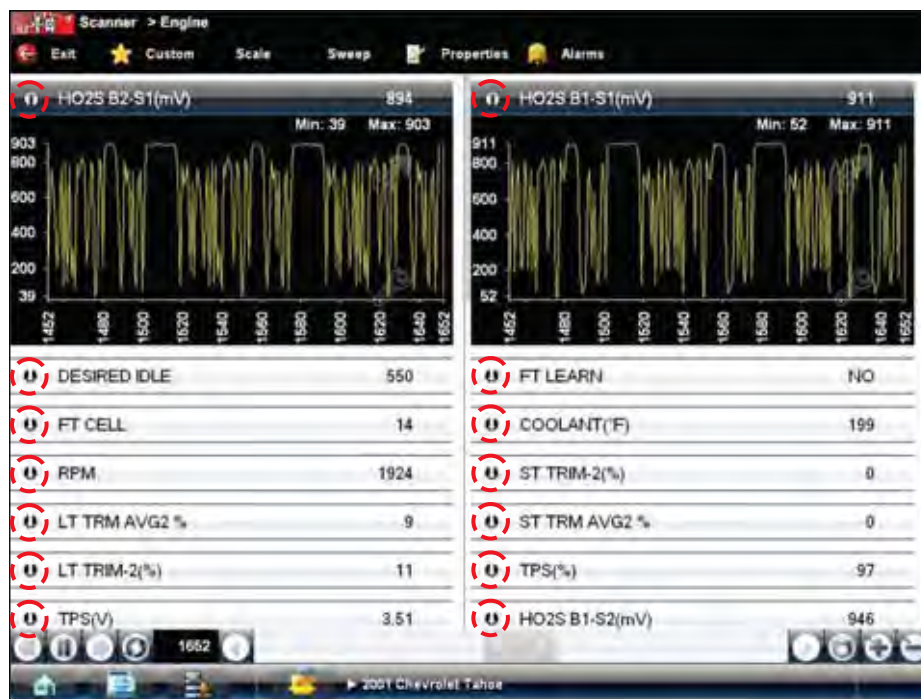 Scanner > Engine
Exit Custom Scale Sweep Properties Alarms
HO2S B2-S1(mV) 894
Min: 39 Max: 903
903
800
600
400
200
39
1452 1480 1500 1520 1540 1560 1580 1600 1620 1640 1652
HO2S B1-S1(mV) 911
Min: 52 Max: 911
911
800
600
400
200
52
1452 1480 1500 1520 1540 1560 1580 1600 1620 1640 1652
DESIRED IDLE 550
FT LEARN NO
FT CELL 14
COOLANT(°F) 199
RPM 1924
ST TRIM-2(%) 0
LT TRM AVG2 % 9
ST TRM AVG2 % 0
LT TRIM-2(%) 11
TPS(%) 97
TPS(V) 3.51
HO2S B1-S2(mV) 946
1652
2001 Chevrolet Tahoe